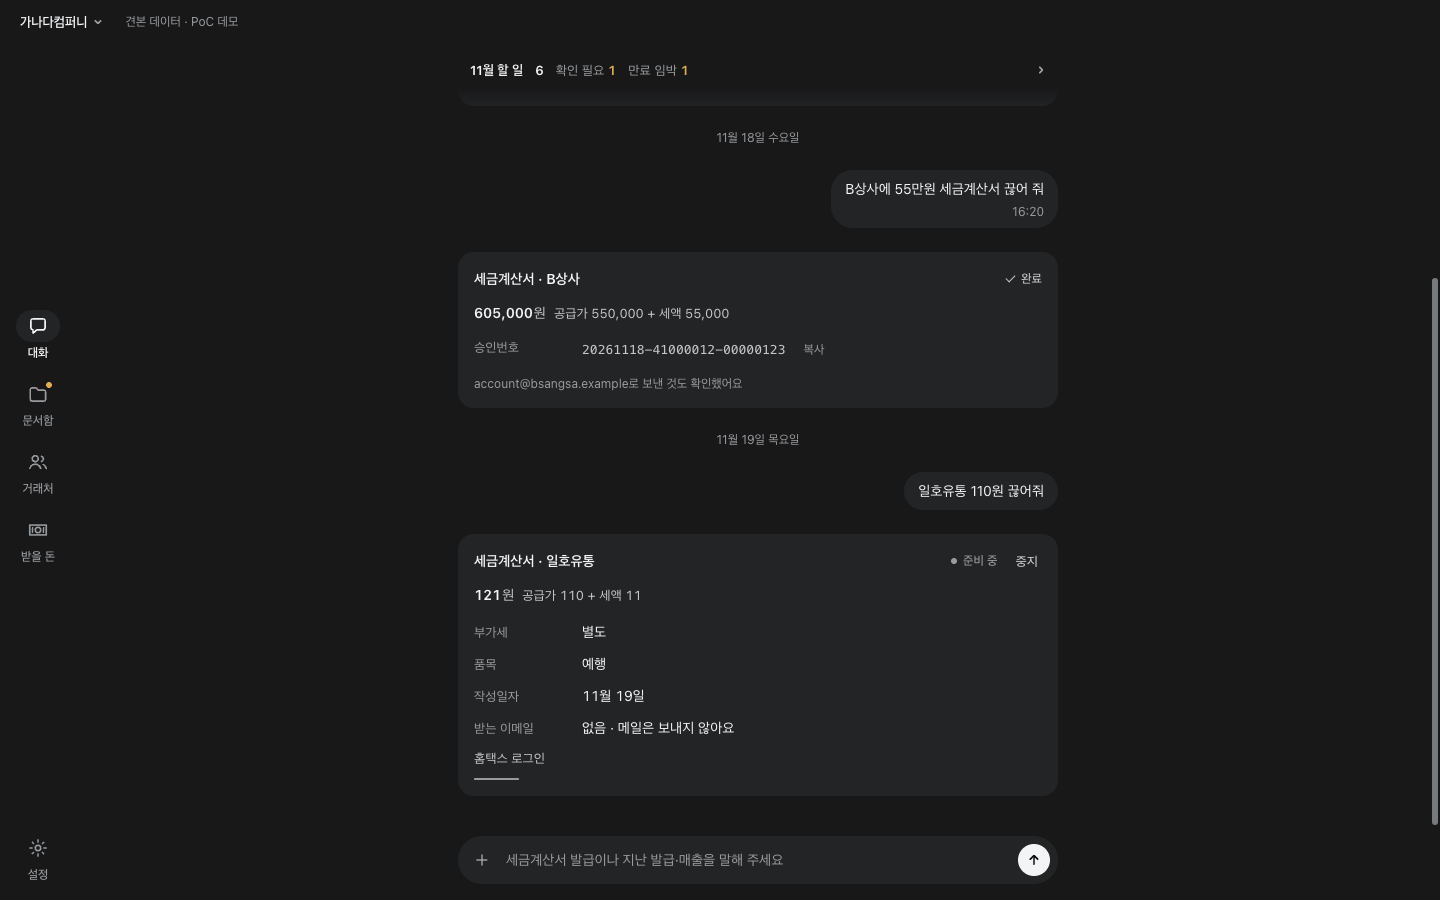 가나다컴퍼니 견본 데이터 · PoC 데모
11월 할 일 6 확인 필요 1 만료 임박 1
11월 18일 수요일
B상사에 55만원 세금계산서 끊어 줘
16:20
세금계산서 · B상사 완료
605,000원 공급가 550,000 + 세액 55,000
승인번호 20261118-41000012-00000123 복사
account@bsangsa.example로 보낸 것도 확인했어요
11월 19일 목요일
일호유통 110원 끊어줘
세금계산서 · 일호유통 준비 중 중지
121원 공급가 110 + 세액 11
부가세 별도
품목 예행
작성일자 11월 19일
받는 이메일 없음 · 메일은 보내지 않아요
홈택스 로그인
대화
문서함
거래처
받을 돈
설정
세금계산서 발급이나 지난 발급·매출을 말해 주세요